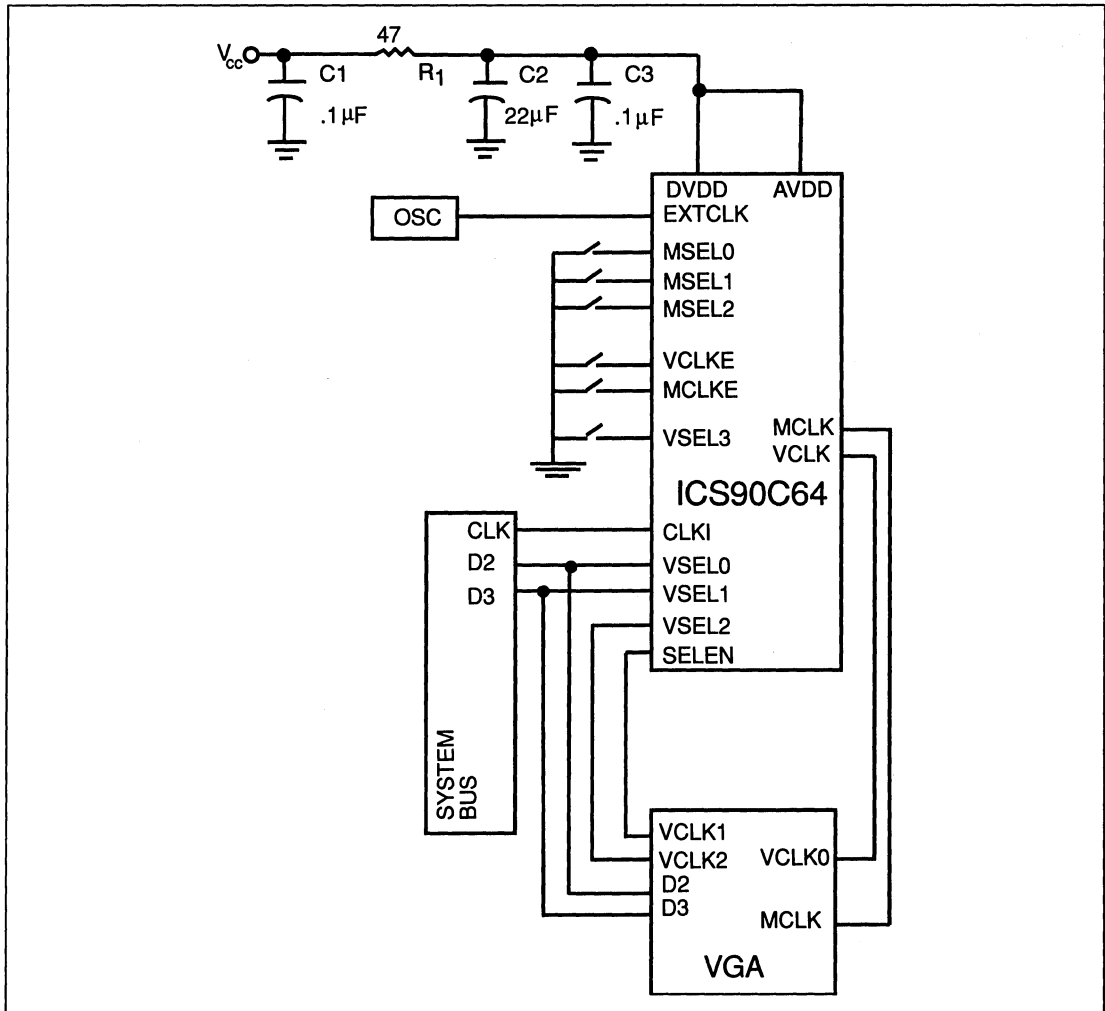 47
Vcc
C1
R1
C2
C3
.1µF
22µF
.1µF
DVDD AVDD
OSC
EXTCLK
MSEL0
MSEL1
MSEL2
VCLKE
MCLKE
VSEL3
MCLK
VCLK
ICS90C64
CLK
CLKI
D2
VSEL0
D3
VSEL1
VSEL2
SELEN
SYSTEM
BUS
VCLK1
VCLK2
VCLK0
D2
D3
MCLK
VGA